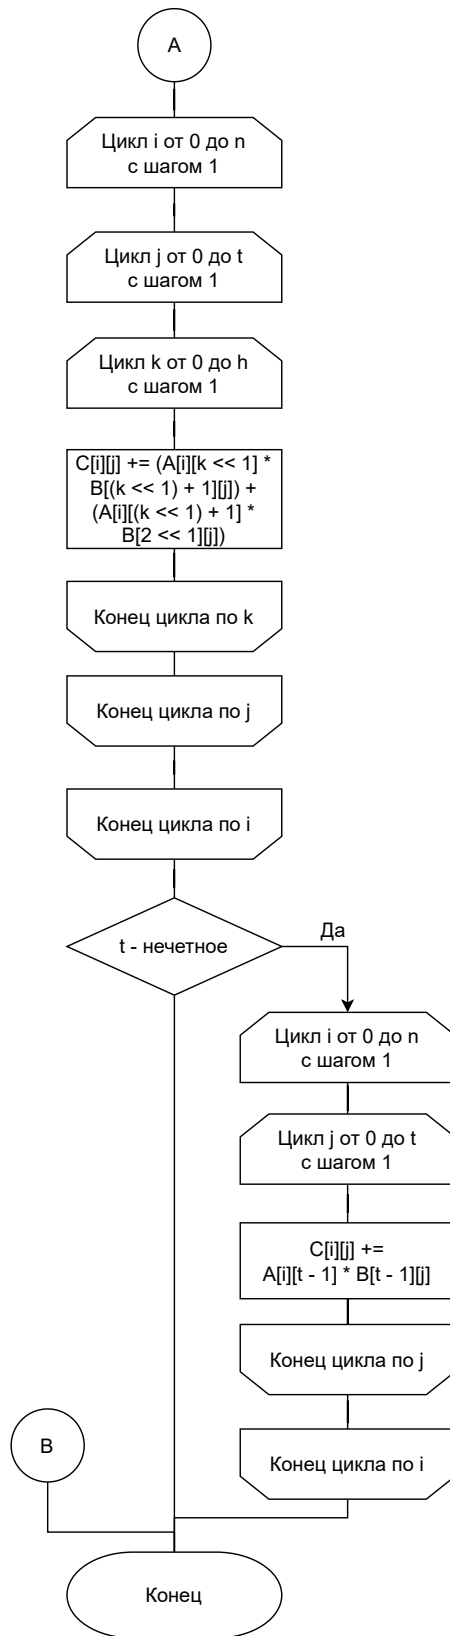 A
Цикл i от 0 до n
с шагом 1
Цикл j от 0 до t
с шагом 1
Цикл k от 0 до h
с шагом 1
C[i][j] += (A[i][k << 1] *
B[(k << 1) + 1][j]) +
(A[i][(k << 1) + 1] *
B[2 << 1][j])
Конец цикла по k
Конец цикла по j
Конец цикла по i
t - нечетное
Да
Цикл i от 0 до n
с шагом 1
Цикл j от 0 до t
с шагом 1
C[i][j] +=
A[i][t - 1] * B[t - 1][j]
Конец цикла по j
B
Конец цикла по i
Конец